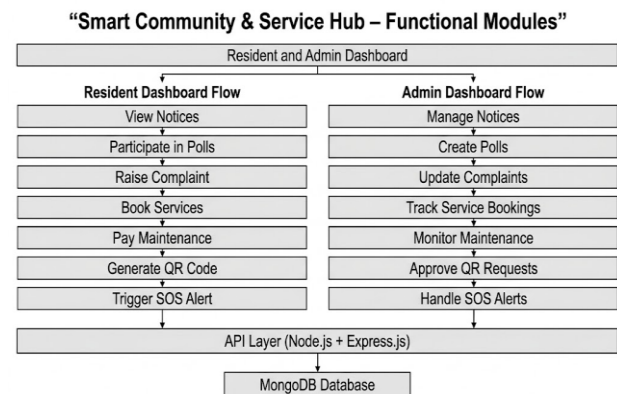 “Smart Community & Service Hub – Functional Modules”
Resident and Admin Dashboard
Resident Dashboard Flow
View Notices
Participate in Polls
Raise Complaint
Book Services
Pay Maintenance
Generate QR Code
Trigger SOS Alert
Admin Dashboard Flow
Manage Notices
Create Polls
Update Complaints
Track Service Bookings
Monitor Maintenance
Approve QR Requests
Handle SOS Alerts
API Layer (Node.js + Express.js)
MongoDB Database